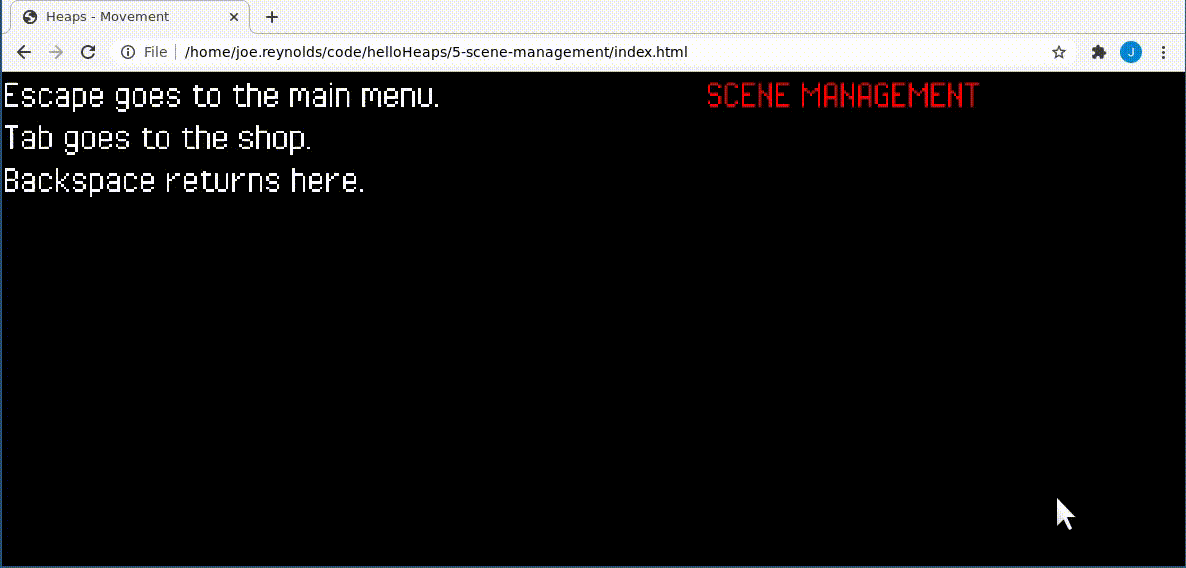 Heaps - Movement
File /home/joe.reynolds/code/helloHeaps/5-scene-management/index.html
J
Escape goes to the main menu.
SCENE MANAGEMENT
Tab goes to the shop.
Backspace returns here.